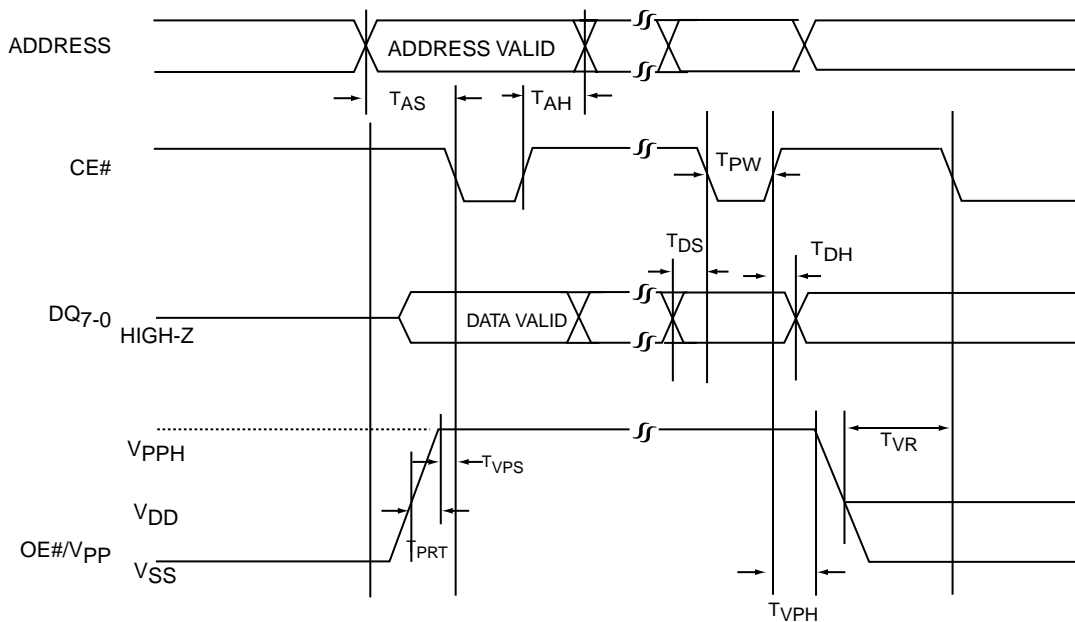 ADDRESS
ADDRESS VALID
TAS
TAH
CE#
TPW
TDS
TDH
DQ7-0
HIGH-Z
DATA VALID
VPPH
TVPS
TVR
VDD
OE#/VPP
TPRT
VSS
TVPH